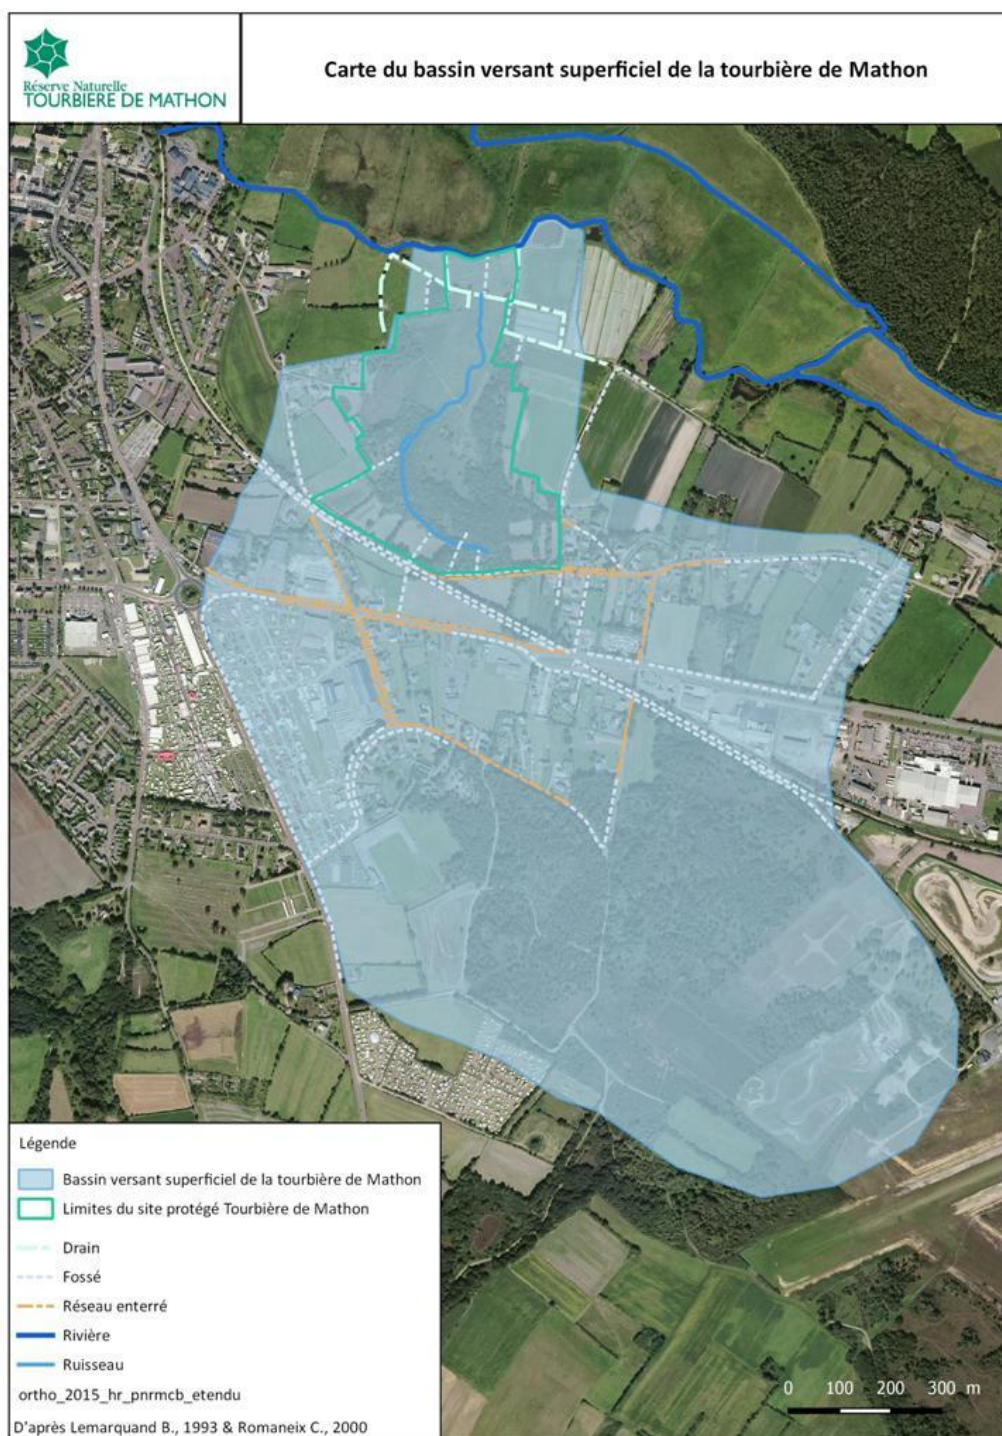 Réserve Naturelle
TOURBIÈRE DE MATHON
Carte du bassin versant superficiel de la tourbière de Mathon
Légende
Bassin versant superficiel de la tourbière de Mathon
Limites du site protégé Tourbière de Mathon
Drain
Fossé
Réseau enterré
Rivière
Ruisseau
ortho_2015_hr_pnrmcb_etendu
D'après Lemarquand B., 1993 & Romaneix C., 2000
0 100 200 300 m